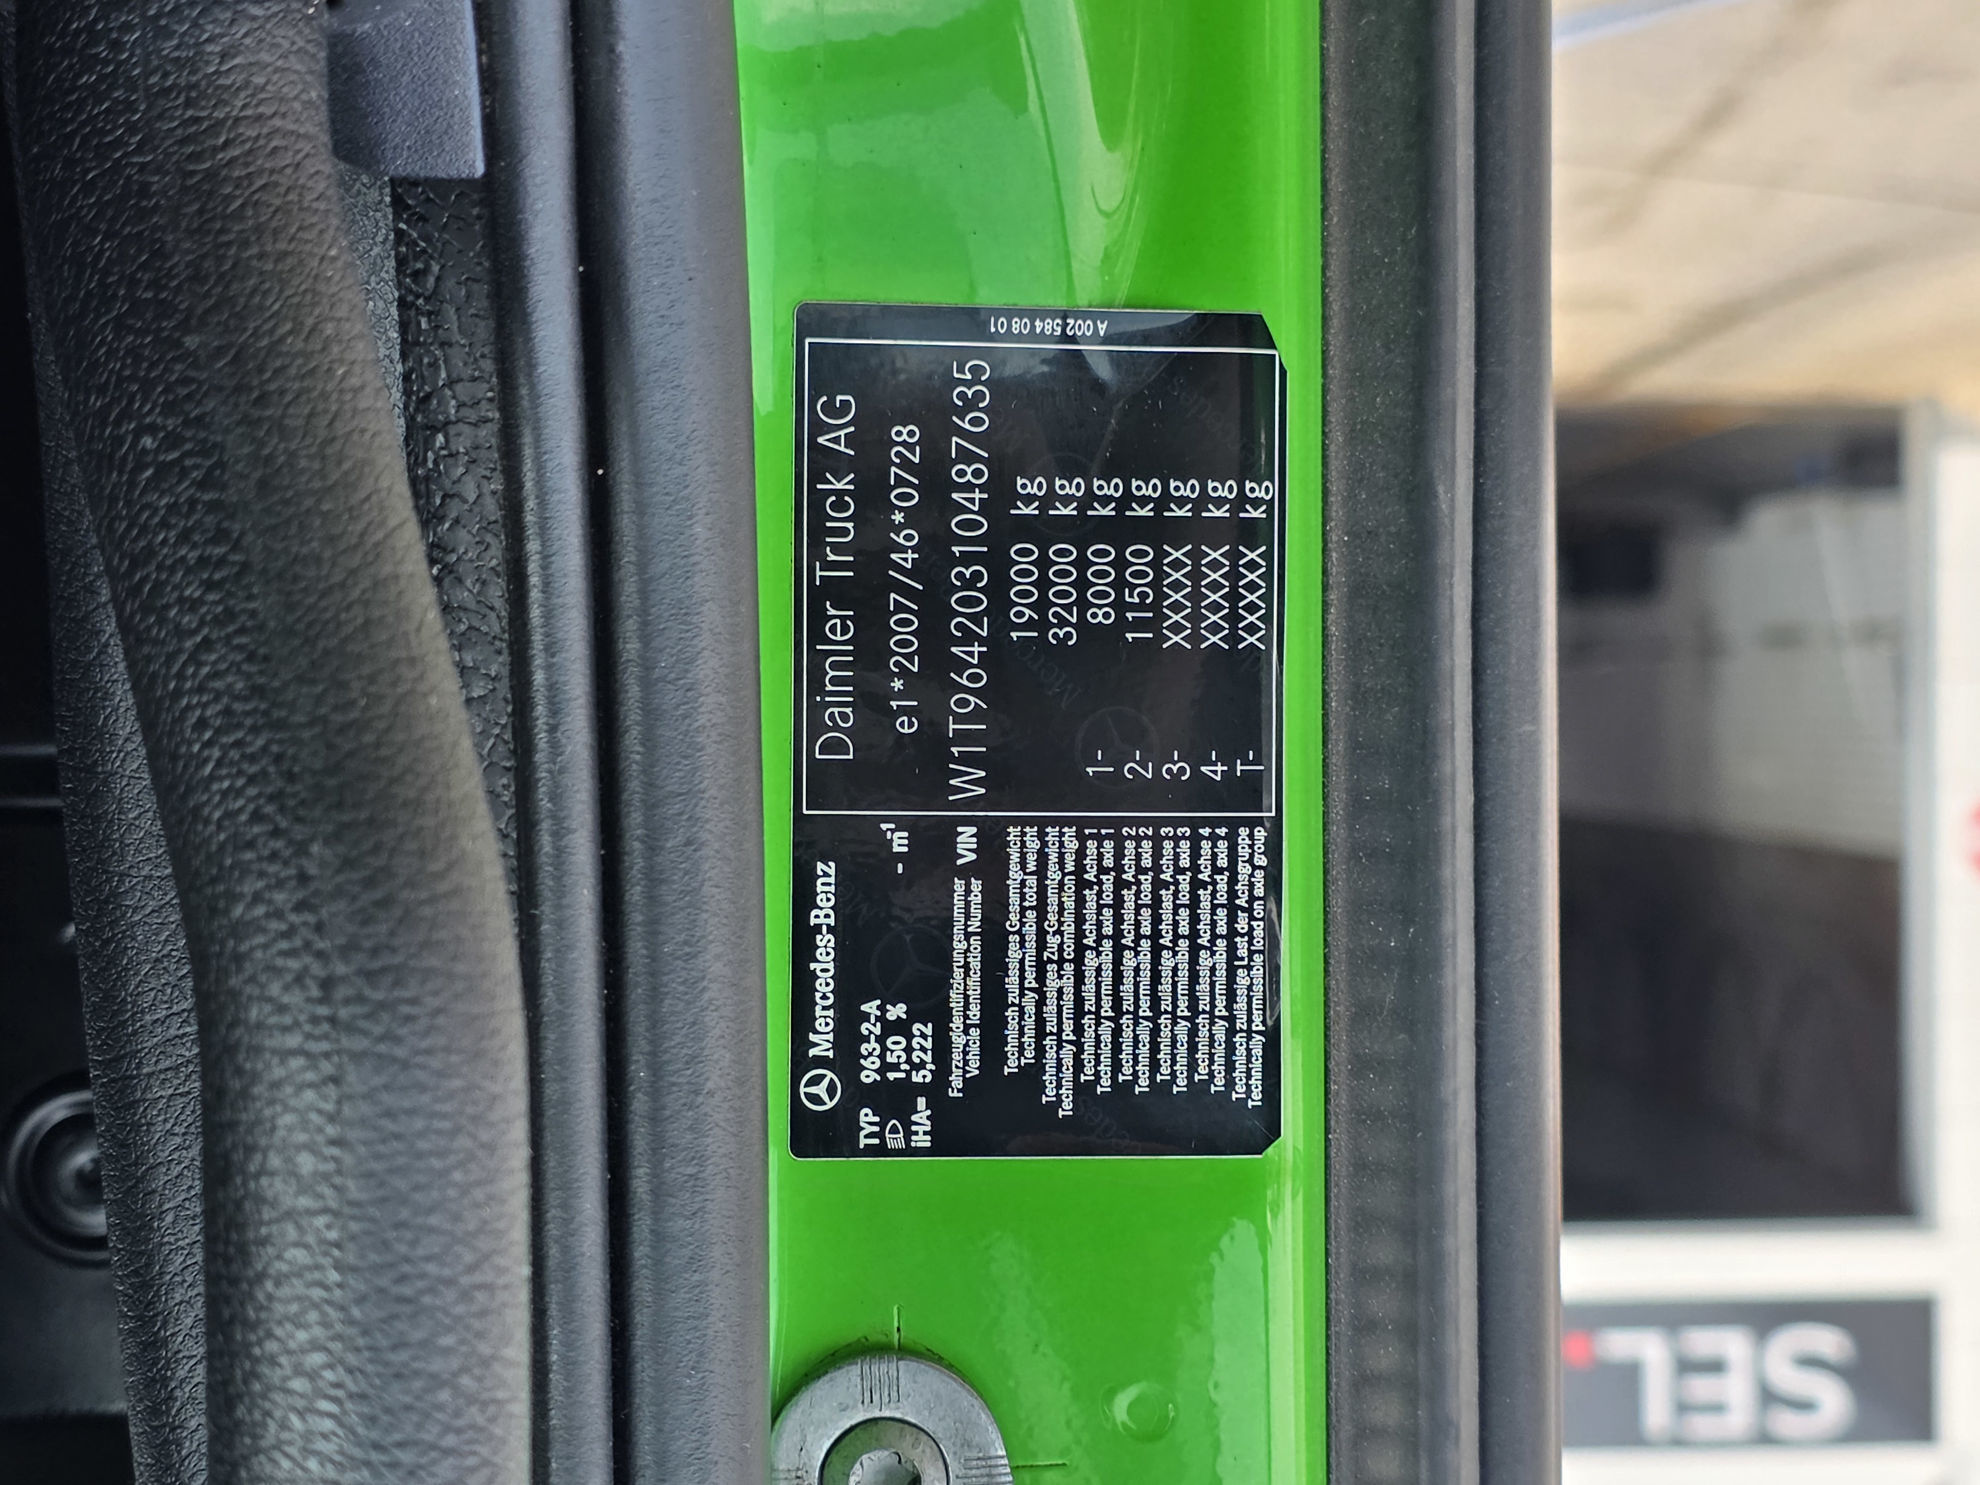 Mercedes-Benz
TYP 963-2-A
1,50 % - m⁻¹
iHA= 5,222
Daimler Truck AG
e1*2007/46*0728
Fahrzeugidentifizierungsnummer
Vehicle Identification Number VIN
W1T96420310487635
Technisch zulässiges Gesamtgewicht
Technically permissible total weight
19000 kg
Technisch zulässiges Zug-Gesamtgewicht
Technically permissible combination weight
32000 kg
Technisch zulässige Achslast, Achse 1
Technically permissible axle load, axle 1
1- 8000 kg
Technisch zulässige Achslast, Achse 2
Technically permissible axle load, axle 2
2- 11500 kg
Technisch zulässige Achslast, Achse 3
Technically permissible axle load, axle 3
3- XXXXX kg
Technisch zulässige Achslast, Achse 4
Technically permissible axle load, axle 4
4- XXXXX kg
Technisch zulässige Last der Achsgruppe
Technically permissible load on axle group
T- XXXXX kg
A 002 584 08 01
SEL